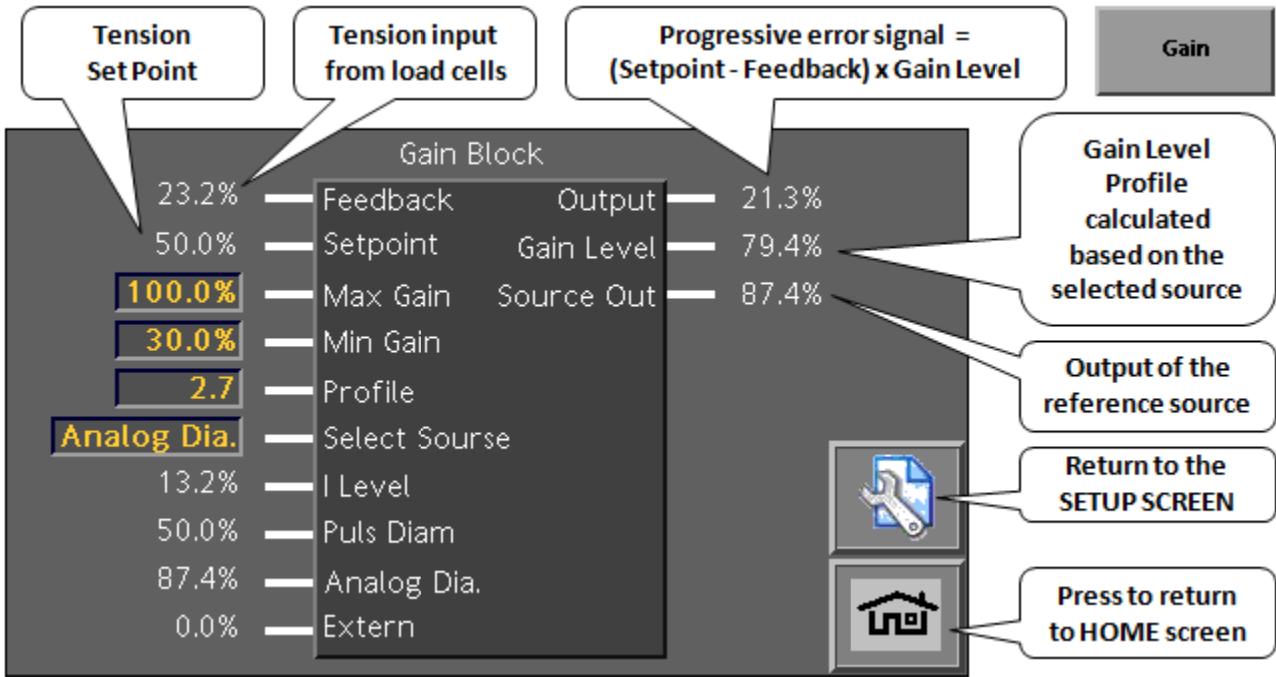 Tension
Set Point
Tension input
from load cells
Progressive error signal =
(Setpoint - Feedback) x Gain Level
Gain
Gain Block
23.2% Feedback Output 21.3%
50.0% Setpoint Gain Level 79.4%
100.0% Max Gain Source Out 87.4%
30.0% Min Gain
2.7 Profile
Analog Dia. Select Sourse
13.2% I Level
50.0% Puls Diam
87.4% Analog Dia.
0.0% Extern
Gain Level
Profile
calculated
based on the
selected source
Output of the
reference source
Return to the
SETUP SCREEN
Press to return
to HOME screen